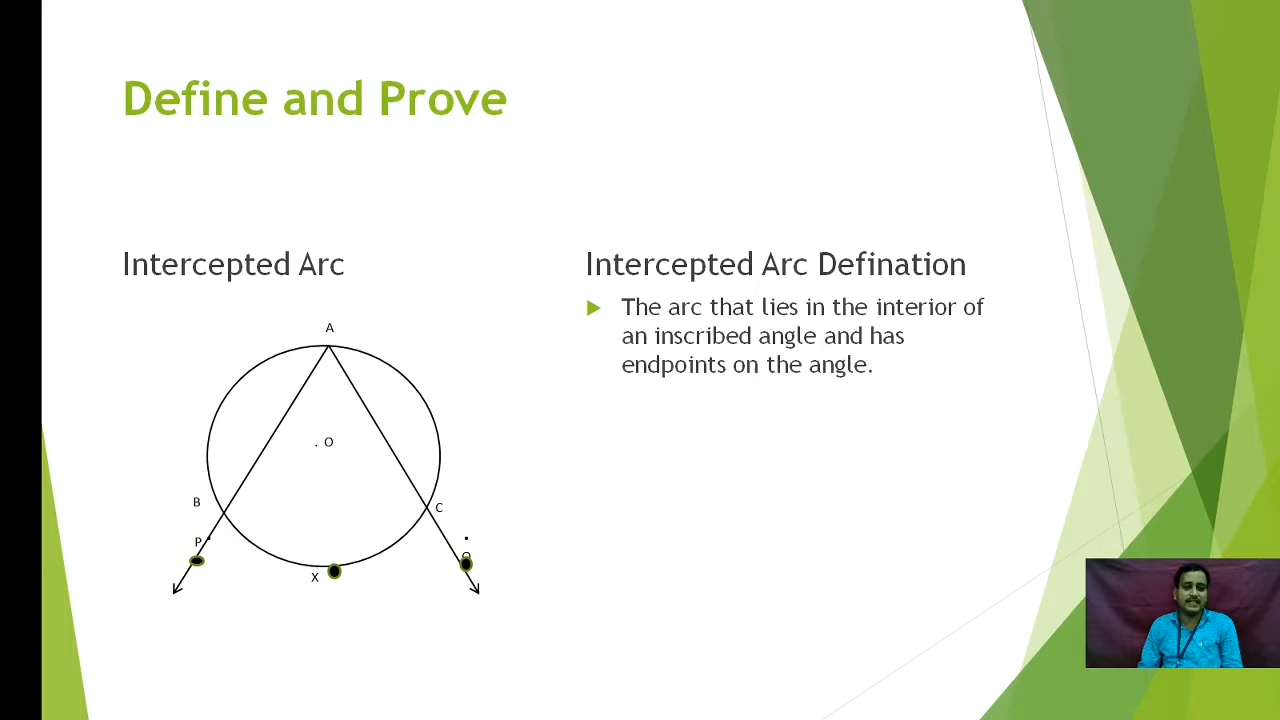 Define and Prove
Intercepted Arc
A
. O
B
C
P
Q
X
Intercepted Arc Defination
The arc that lies in the interior of
an inscribed angle and has
endpoints on the angle.